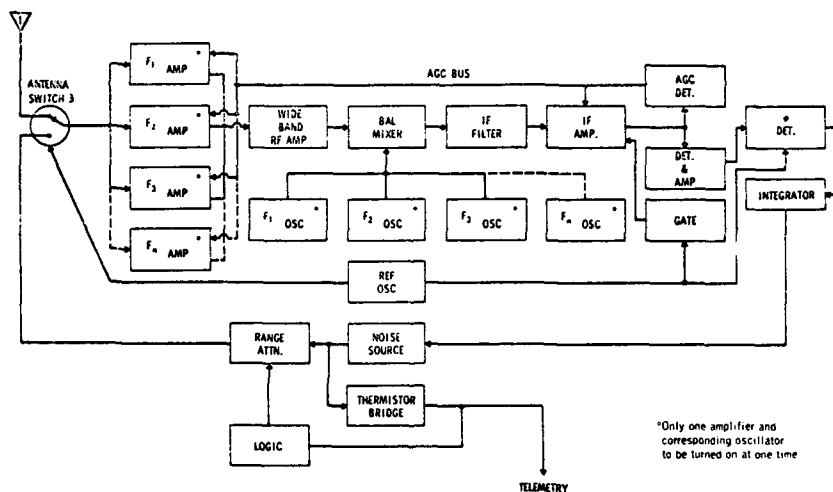 1
ANTENNA
SWITCH 3
F1 AMP *
F2 AMP *
F3 AMP *
Fn AMP *
AGC BUS
WIDE
BAND
RF AMP
BAL
MIXER
IF
FILTER
IF
AMP.
AGC
DET.
DET.
&
AMP
φ
DET.
INTEGRATOR
F1 OSC *
F2 OSC *
F3 OSC *
Fn OSC *
GATE
REF
OSC
RANGE
ATTN.
NOISE
SOURCE
THERMISTOR
BRIDGE
LOGIC
TELEMETRY
*Only one amplifier and
corresponding oscillator
to be turned on at one time